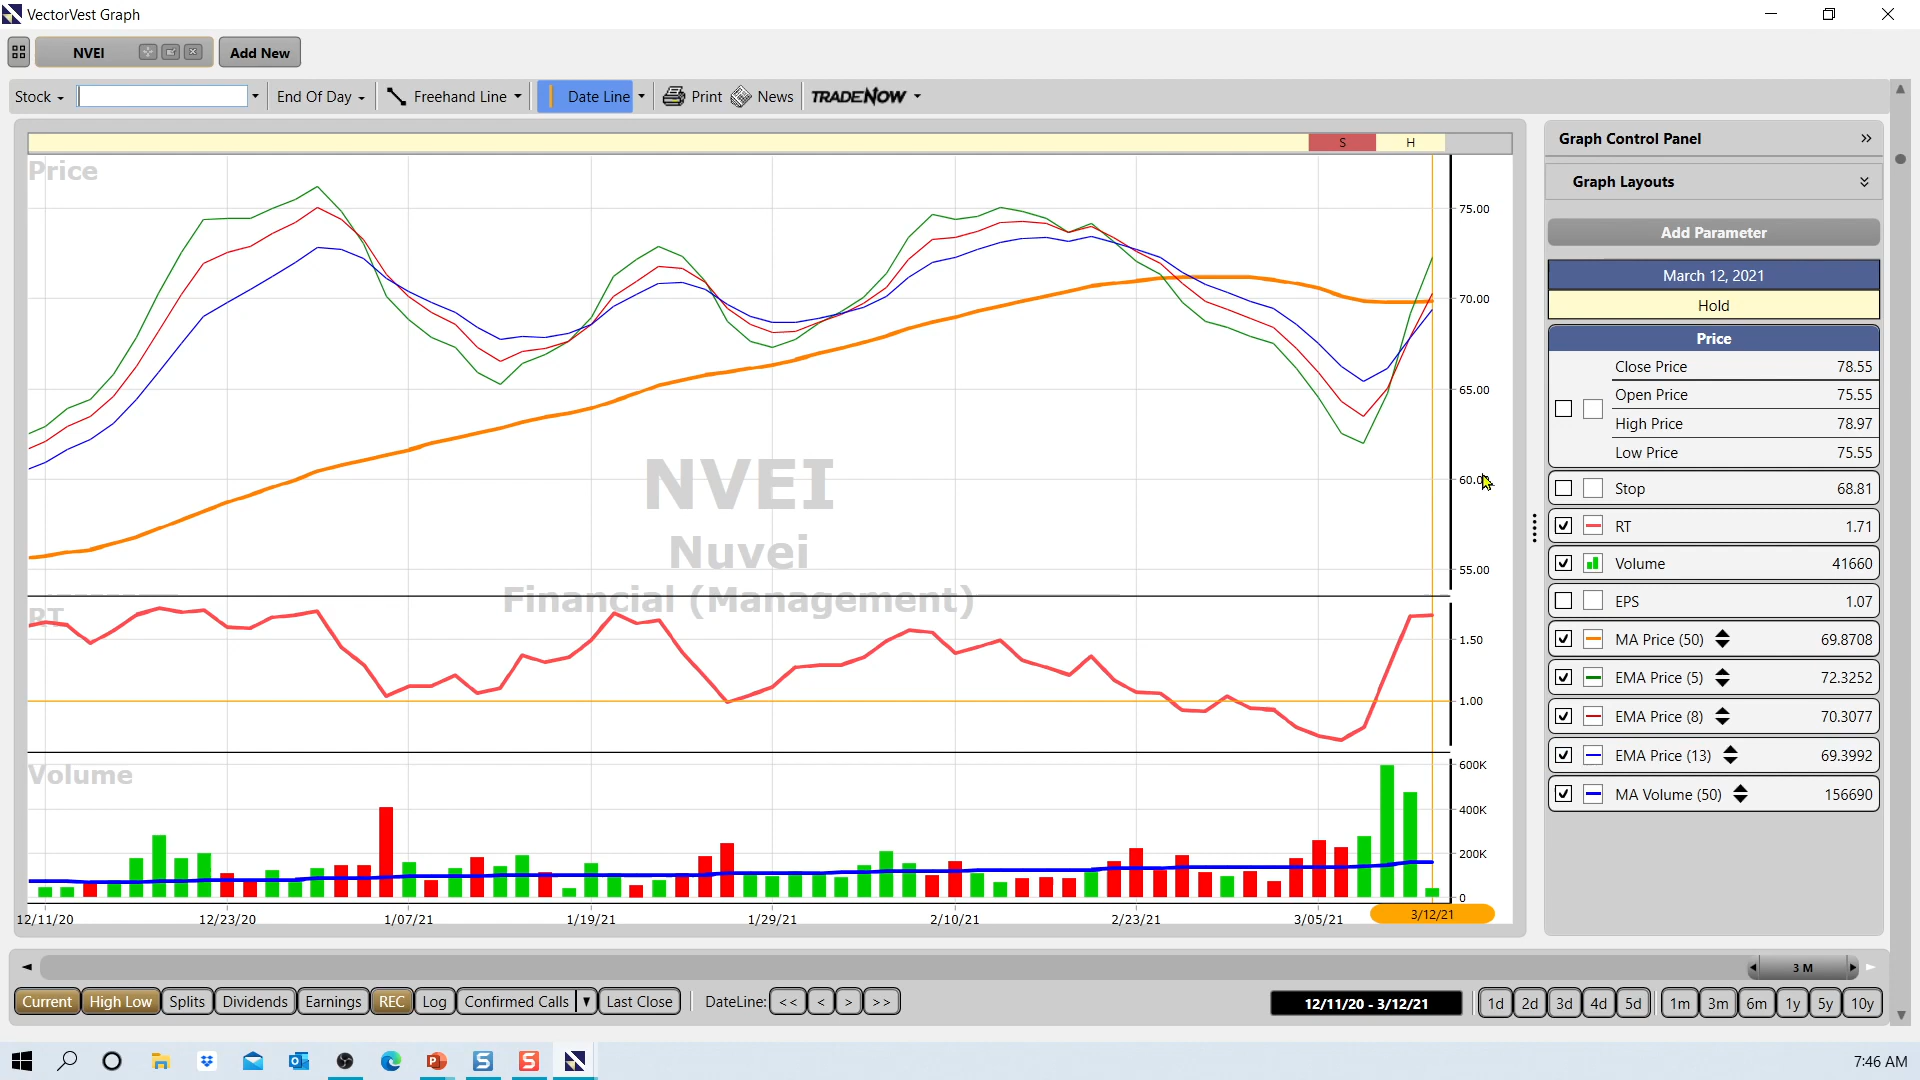 VectorVest Graph
NVEI
Add New
Stock
End Of Day
Freehand Line
Date Line
Print
News
TRADENOW
S
H
Price
75.00
70.00
65.00
60.00
55.00
NVEI
Nuvei
Financial (Management)
RT
1.50
1.00
Volume
600K
400K
200K
0
12/11/20
12/23/20
1/07/21
1/19/21
1/29/21
2/10/21
2/23/21
3/05/21
3/12/21
Graph Control Panel
Graph Layouts
Add Parameter
March 12, 2021
Hold
Price
Close Price 78.55
Open Price 75.55
High Price 78.97
Low Price 75.55
Stop 68.81
RT 1.71
Volume 41660
EPS 1.07
MA Price (50) 69.8708
EMA Price (5) 72.3252
EMA Price (8) 70.3077
EMA Price (13) 69.3992
MA Volume (50) 156690
3 M
Current
High Low
Splits
Dividends
Earnings
REC
Log
Confirmed Calls
Last Close
DateLine: << < > >>
12/11/20 - 3/12/21
1d 2d 3d 4d 5d
1m 3m 6m 1y 5y 10y
7:46 AM